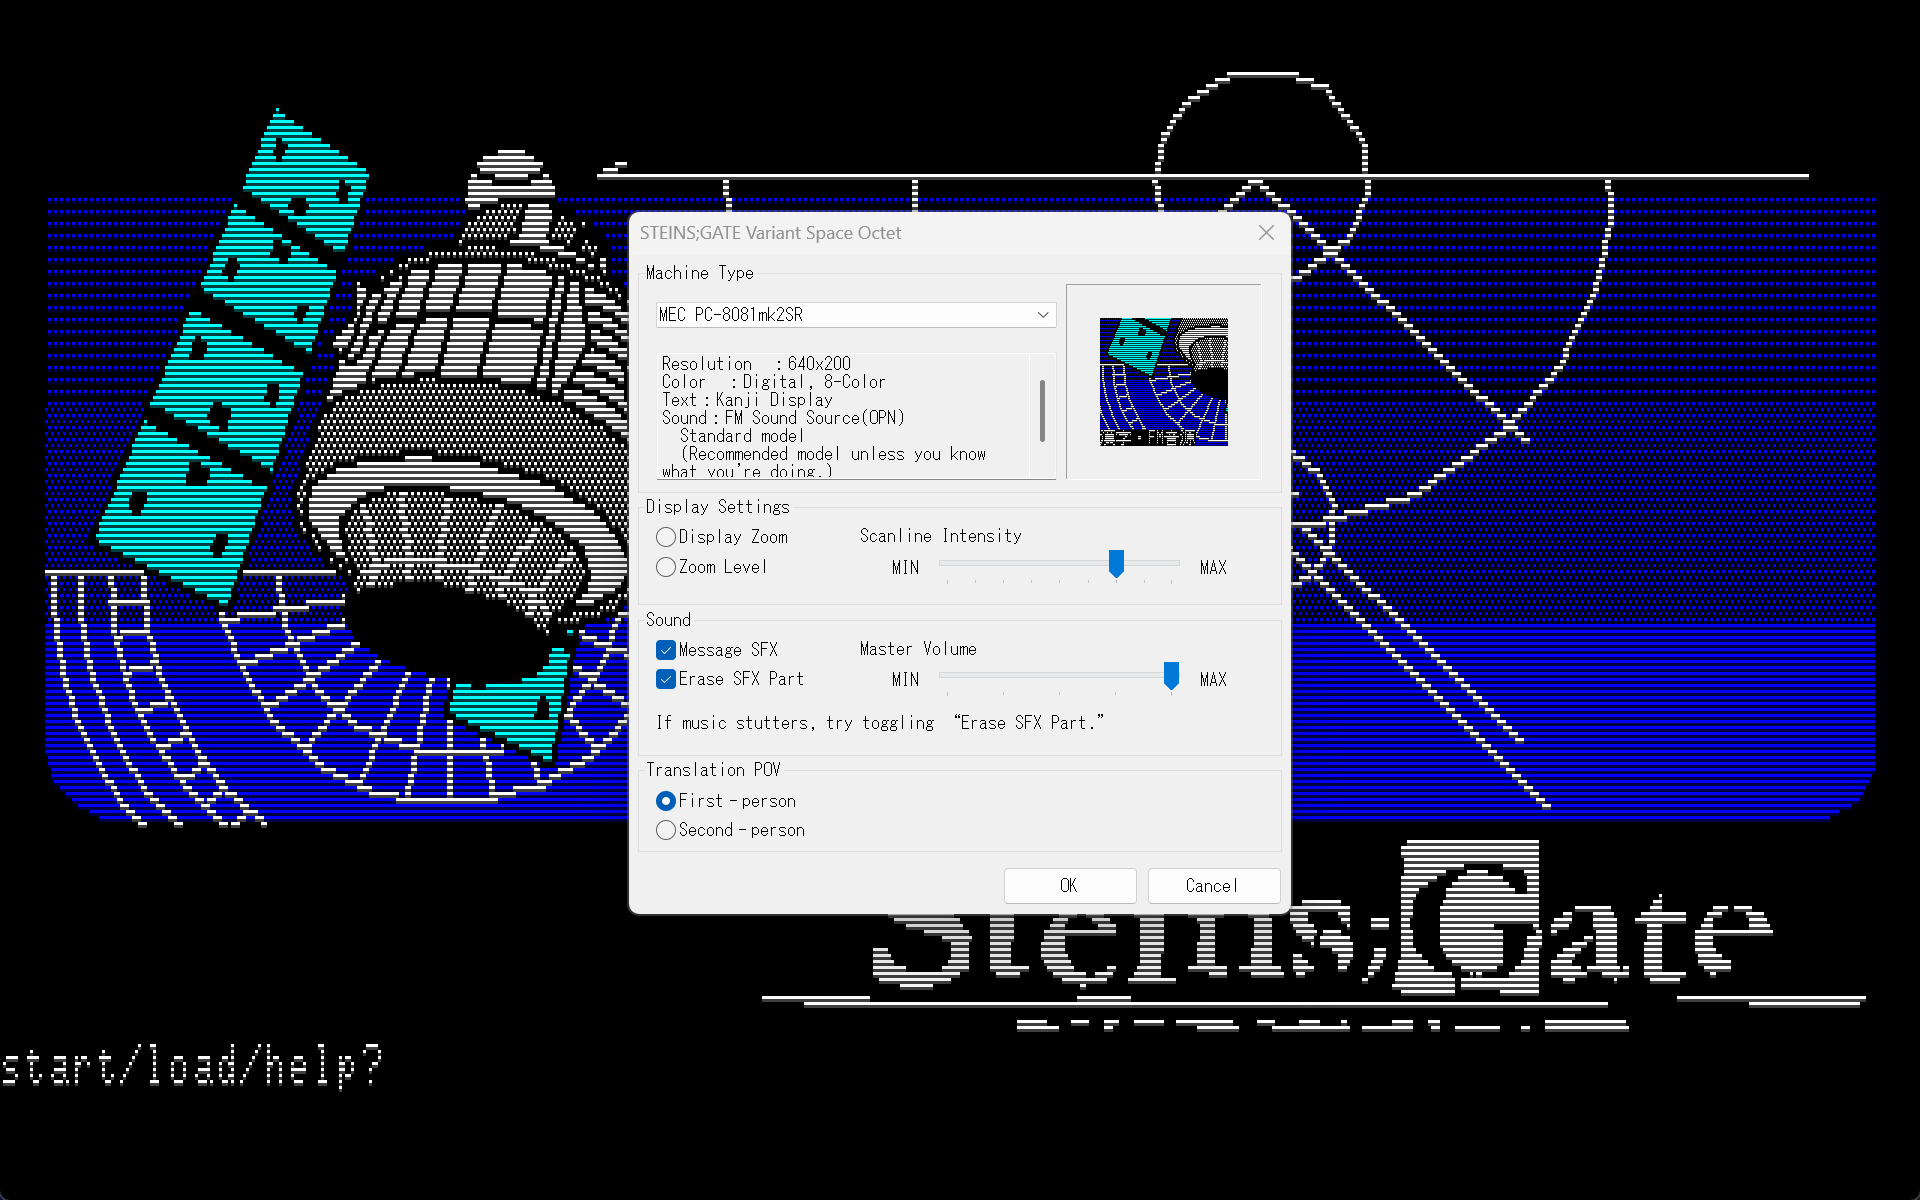 STEINS;GATE Variant Space Octet
Machine Type
MEC PC-8081mk2SR
Resolution :640x200
Color :Digital, 8-Color
Text:Kanji Display
Sound:FM Sound Source(OPN)
Standard model
(Recommended model unless you know
what you're doing.)
漢字・FM音源
Display Settings
Display Zoom
Zoom Level
Scanline Intensity
MIN
MAX
Sound
Message SFX
Erase SFX Part
Master Volume
MIN
MAX
If music stutters, try toggling “Erase SFX Part.”
Translation POV
First-person
Second-person
OK
Cancel
Steins;Gate
start/load/help?